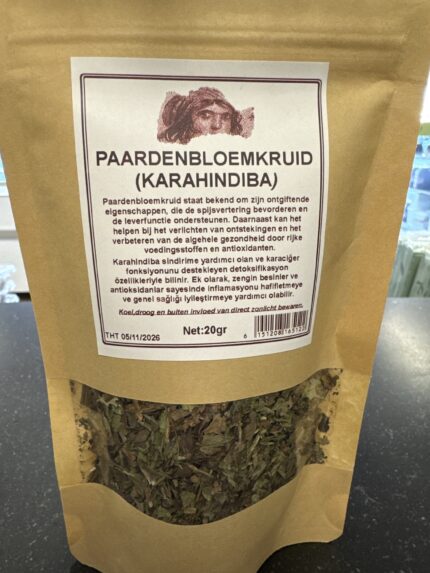 PAARDENBLOEMKRUID
(KARAHINDIBA)
Paardenbloemkruid staat bekend om zijn ontgiftende
eigenschappen, die de spijsvertering bevorderen en
de leverfunctie ondersteunen. Daarnaast kan het
helpen bij het verlichten van ontstekingen en het
verbeteren van de algehele gezondheid door rijke
voedingsstoffen en antioxidanten.
Karahindiba sindirime yardımcı olan ve karaciğer
fonksiyonunu destekleyen detoksifikasyon
özellikleriyle bilinir. Ek olarak, zengin besinler ve
antioksidanlar sayesinde inflamasyonu hafifletmeye
ve genel sağlığı iyileştirmeye yardımcı olabilir.
Koel,droog en buiten invloed van direct zonlicht bewaren.
THT 05/11/2026
Net:20gr